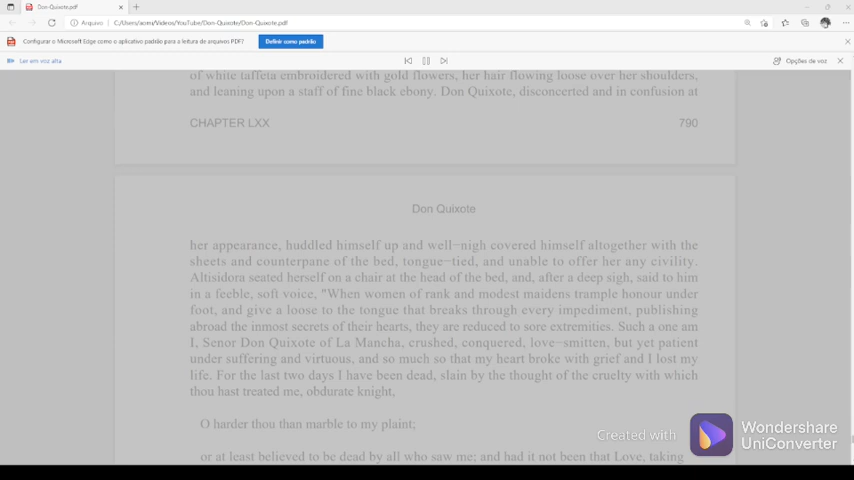 Don-Quixote.pdf
Arquivo
C:/Users/aoxns/Videos/YouTube/Don-Quixote/Don-Quixote.pdf
Configurar o Microsoft Edge como o aplicativo padrão para a leitura de arquivos PDF?
Definir como padrão
Ler em voz alta
Opções de voz
of white taffeta embroidered with gold flowers, her hair flowing loose over her shoulders,
and leaning upon a staff of fine black ebony. Don Quixote, disconcerted and in confusion at
CHAPTER LXX
790
Don Quixote
her appearance, huddled himself up and well−nigh covered himself altogether with the
sheets and counterpane of the bed, tongue−tied, and unable to offer her any civility.
Altisidora seated herself on a chair at the head of the bed, and, after a deep sigh, said to him
in a feeble, soft voice, "When women of rank and modest maidens trample honour under
foot, and give a loose to the tongue that breaks through every impediment, publishing
abroad the inmost secrets of their hearts, they are reduced to sore extremities. Such a one am
I, Senor Don Quixote of La Mancha, crushed, conquered, love−smitten, but yet patient
under suffering and virtuous, and so much so that my heart broke with grief and I lost my
life. For the last two days I have been dead, slain by the thought of the cruelty with which
thou hast treated me, obdurate knight,
O harder thou than marble to my plaint;
or at least believed to be dead by all who saw me; and had it not been that Love, taking
Created with
Wondershare
UniConverter